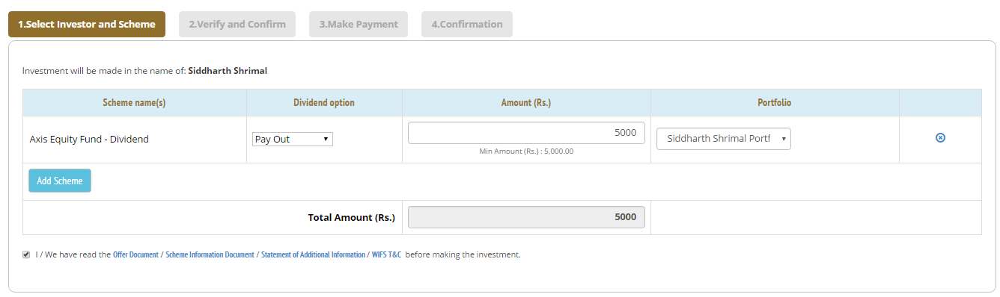 1.Select Investor and Scheme 2.Verify and Confirm 3.Make Payment 4.Confirmation
Investment will be made in the name of: Siddharth Shrimal
Scheme name(s) Dividend option Amount (Rs.) Portfolio
Axis Equity Fund - Dividend Pay Out 5000 Siddharth Shrimal Portf
Min Amount (Rs.) : 5,000.00
Add Scheme
Total Amount (Rs.) 5000
I / We have read the Offer Document / Scheme Information Document / Statement of Additional Information / WIFS T&C before making the investment.